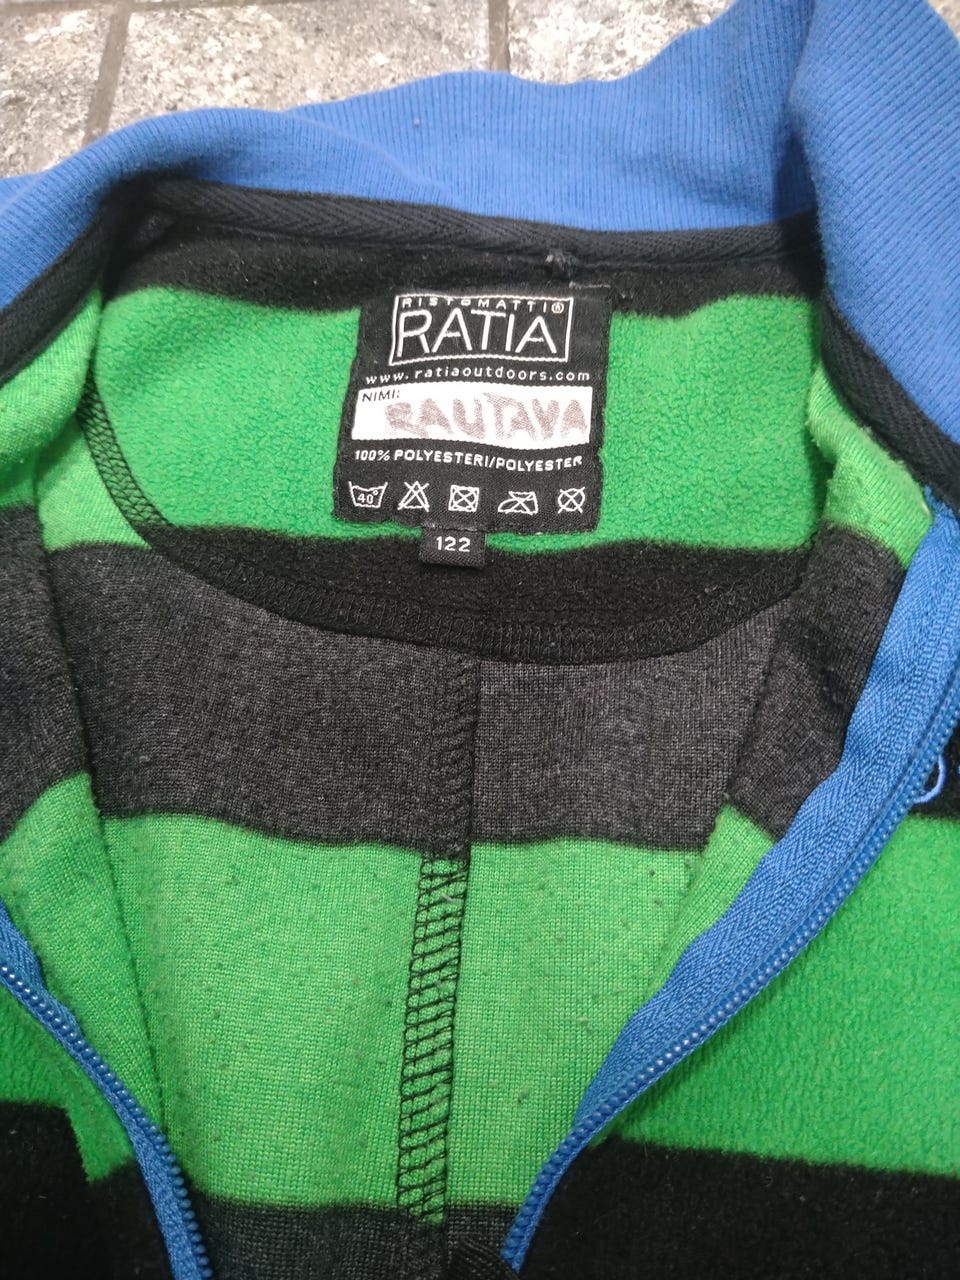 RISTOMATTI®
RATIA
www.ratiaoutdoors.com
NIMI:
RAUTAVA
100% POLYESTERI/POLYESTER
40°
122